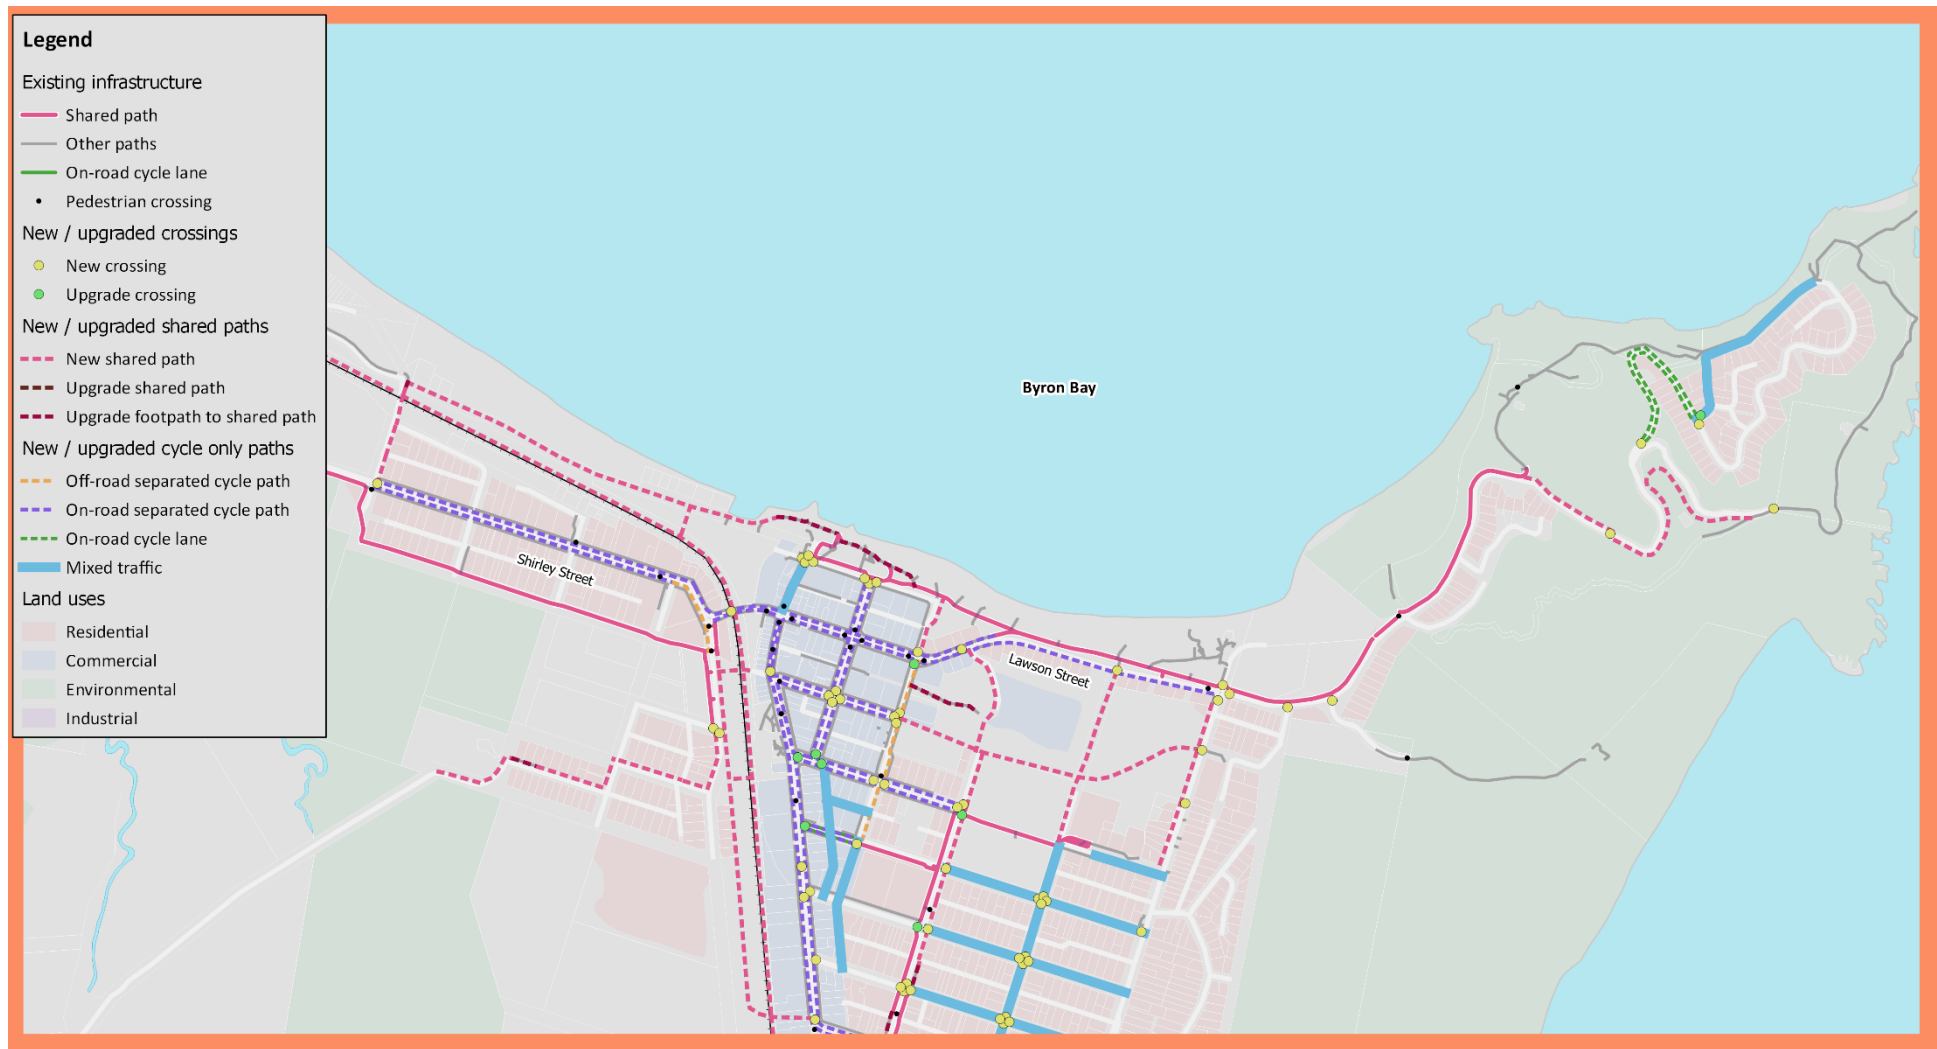 Legend
Existing infrastructure
Shared path
Other paths
On-road cycle lane
Pedestrian crossing
New / upgraded crossings
New crossing
Upgrade crossing
New / upgraded shared paths
New shared path
Upgrade shared path
Upgrade footpath to shared path
New / upgraded cycle only paths
Off-road separated cycle path
On-road separated cycle path
On-road cycle lane
Mixed traffic
Land uses
Residential
Commercial
Environmental
Industrial
Byron Bay
Shirley Street
Lawson Street